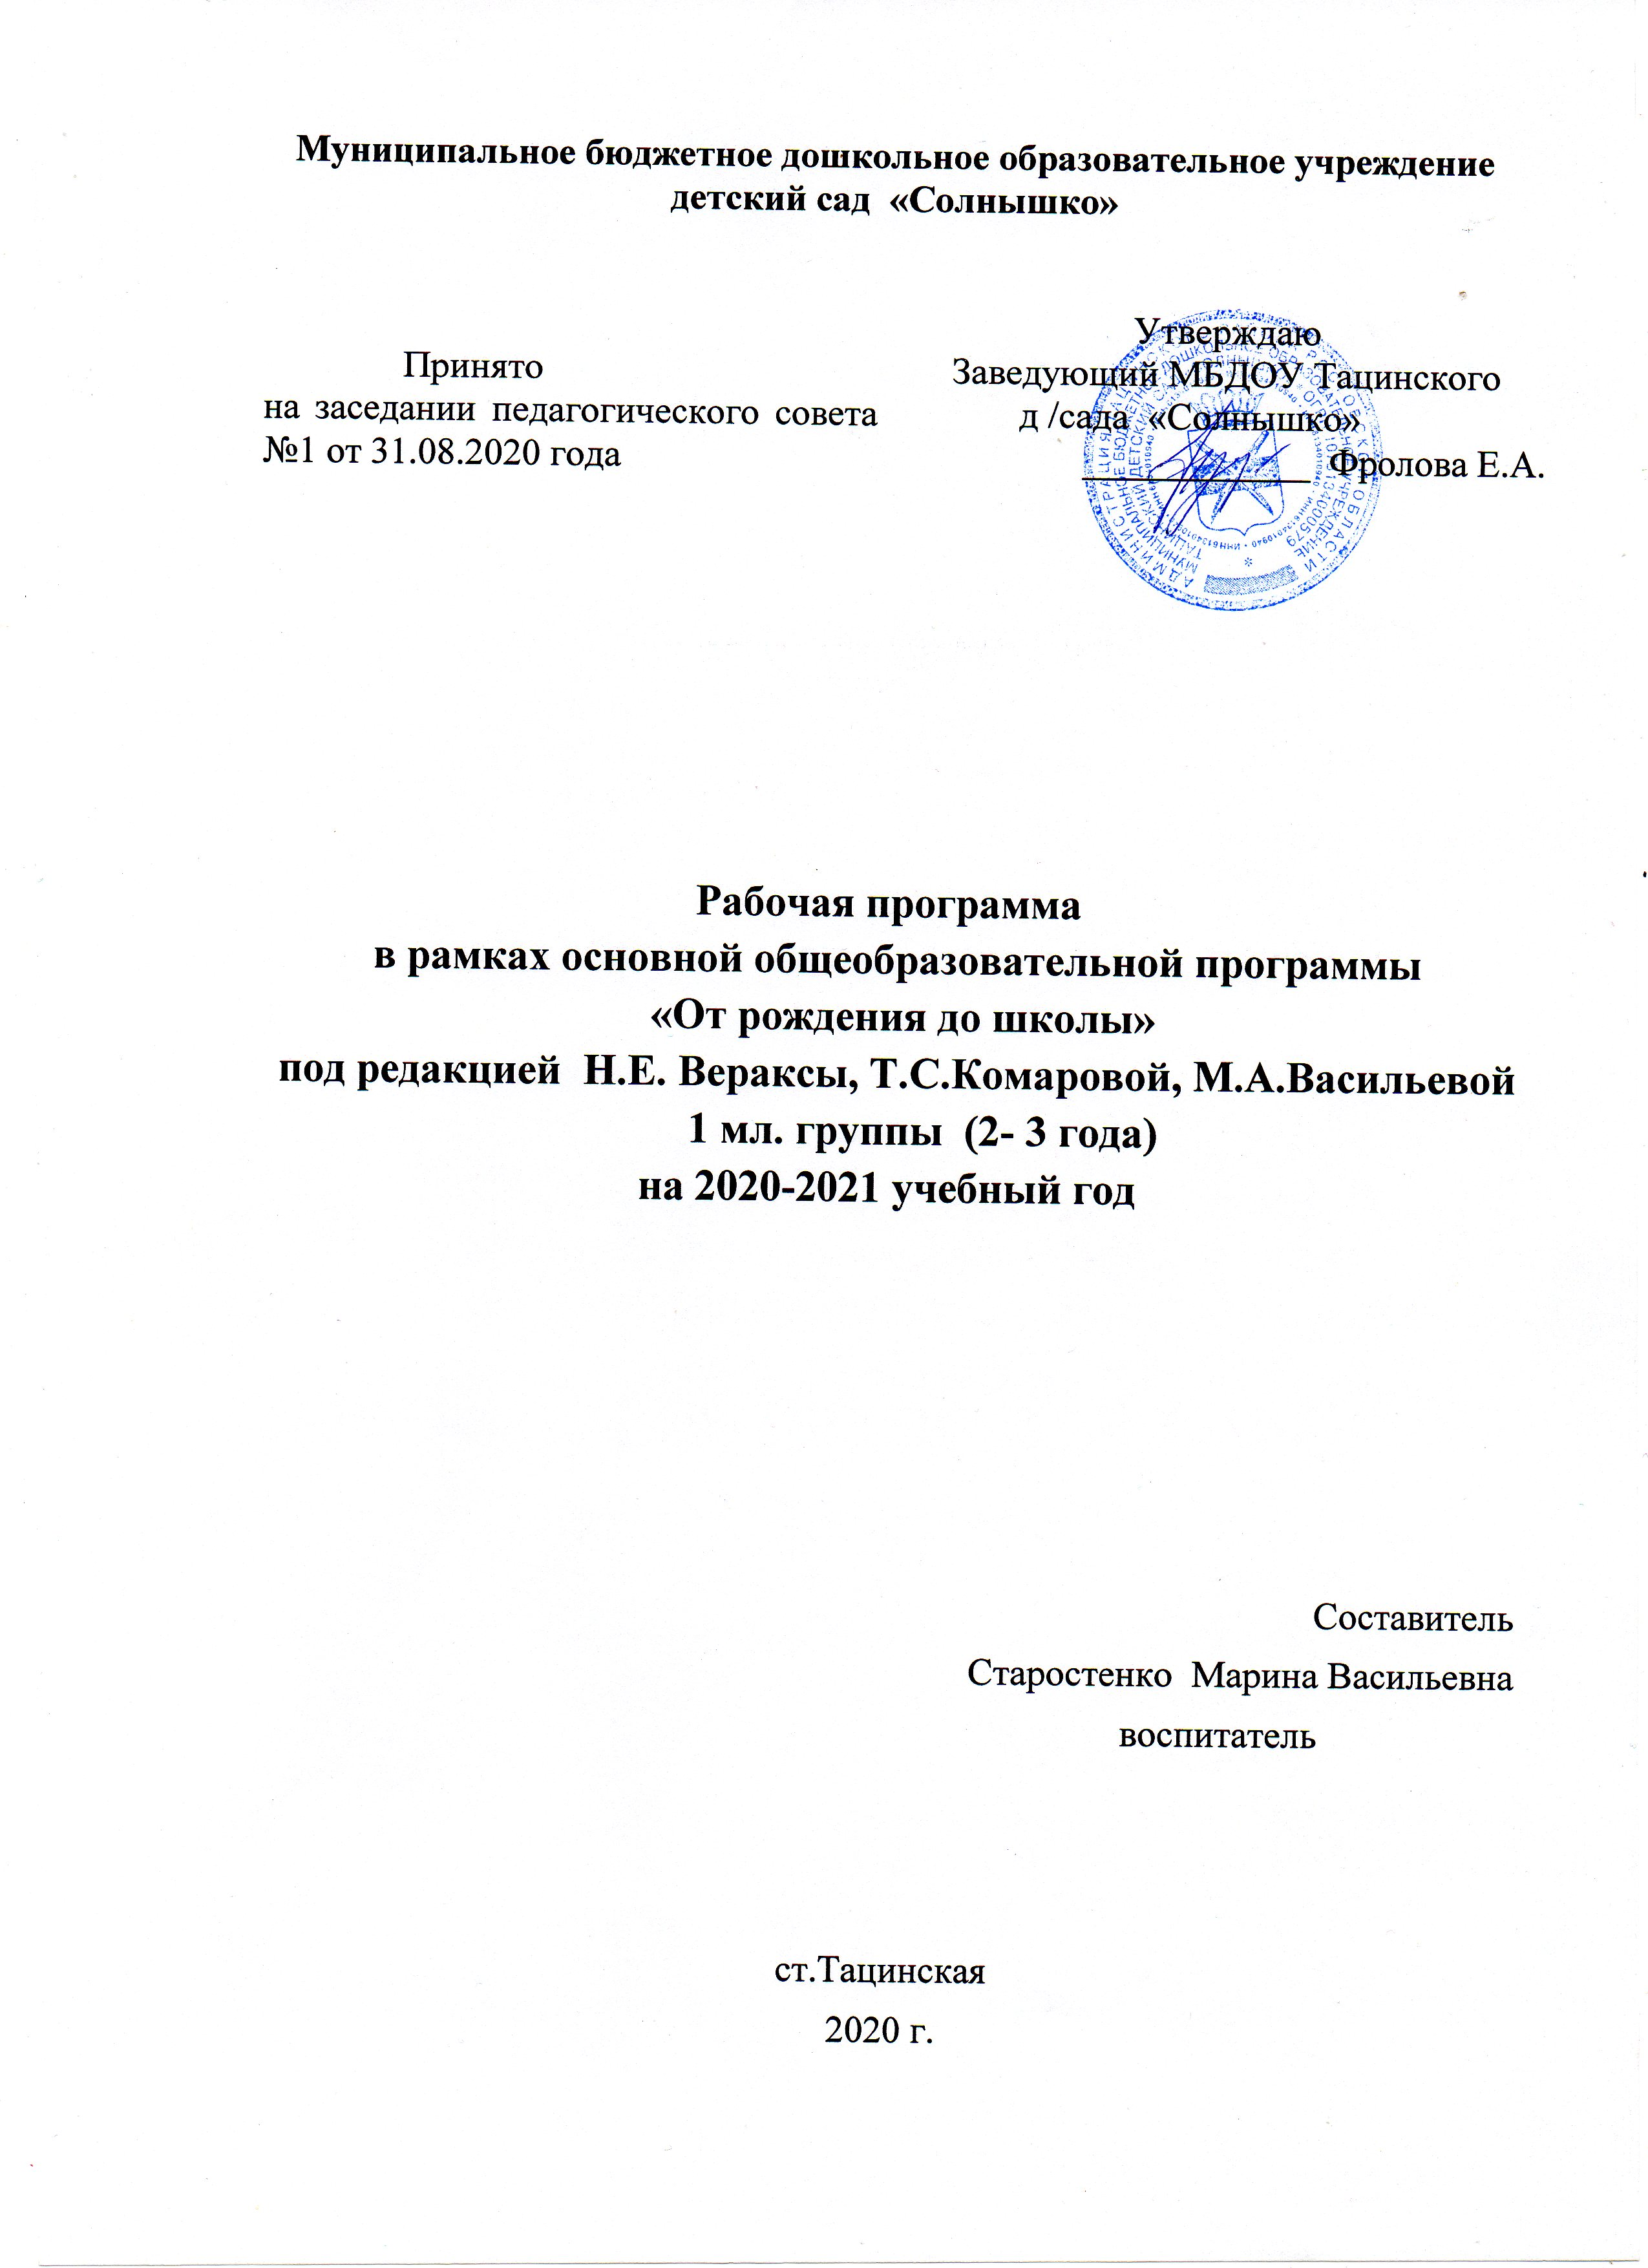 Муниципальное бюджетное дошкольное образовательное учреждение
детский сад «Солнышко»
Принято
на заседании педагогического совета
№1 от 31.08.2020 года
Утверждаю
Заведующий МБДОУ Тацинского
д /сада «Солнышко»
Фролова Е.А.
Рабочая программа
в рамках основной общеобразовательной программы
«От рождения до школы»
под редакцией Н.Е. Вераксы, Т.С.Комаровой, М.А.Васильевой
1 мл. группы (2- 3 года)
на 2020-2021 учебный год
Составитель
Старостенко Марина Васильевна
воспитатель
ст.Тацинская
2020 г.